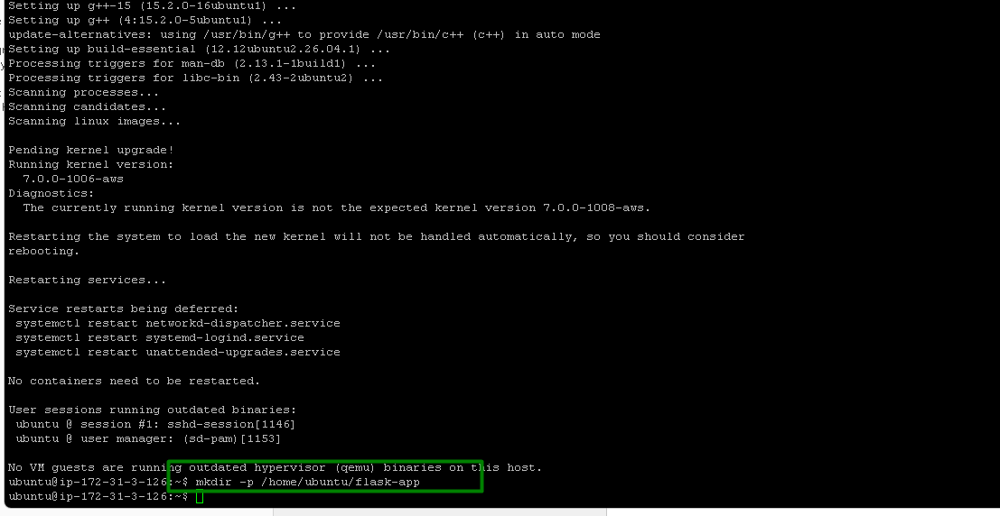 Setting up g++-15 (15.2.0-16ubuntu1) ...
Setting up g++ (4:15.2.0-5ubuntu1) ...
update-alternatives: using /usr/bin/g++ to provide /usr/bin/c++ (c++) in auto mode
Setting up build-essential (12.12ubuntu2.26.04.1) ...
Processing triggers for man-db (2.13.1-1build1) ...
Processing triggers for libc-bin (2.43-2ubuntu2) ...
Scanning processes...
Scanning candidates...
Scanning linux images...
Pending kernel upgrade!
Running kernel version:
7.0.0-1006-aws
Diagnostics:
The currently running kernel version is not the expected kernel version 7.0.0-1008-aws.
Restarting the system to load the new kernel will not be handled automatically, so you should consider
rebooting.
Restarting services...
Service restarts being deferred:
systemctl restart networkd-dispatcher.service
systemctl restart systemd-logind.service
systemctl restart unattended-upgrades.service
No containers need to be restarted.
User sessions running outdated binaries:
ubuntu @ session #1: sshd-session[1146]
ubuntu @ user manager: (sd-pam)[1153]
No VM guests are running outdated hypervisor (qemu) binaries on this host.
ubuntu@ip-172-31-3-126:~$ mkdir -p /home/ubuntu/flask-app
ubuntu@ip-172-31-3-126:~$